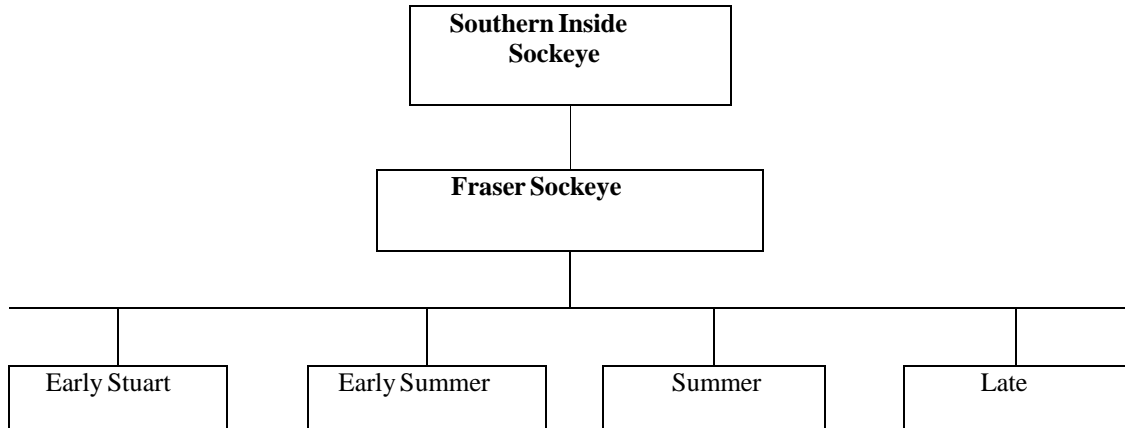 Southern Inside
Sockeye
Fraser Sockeye
Early Stuart
Early Summer
Summer
Late